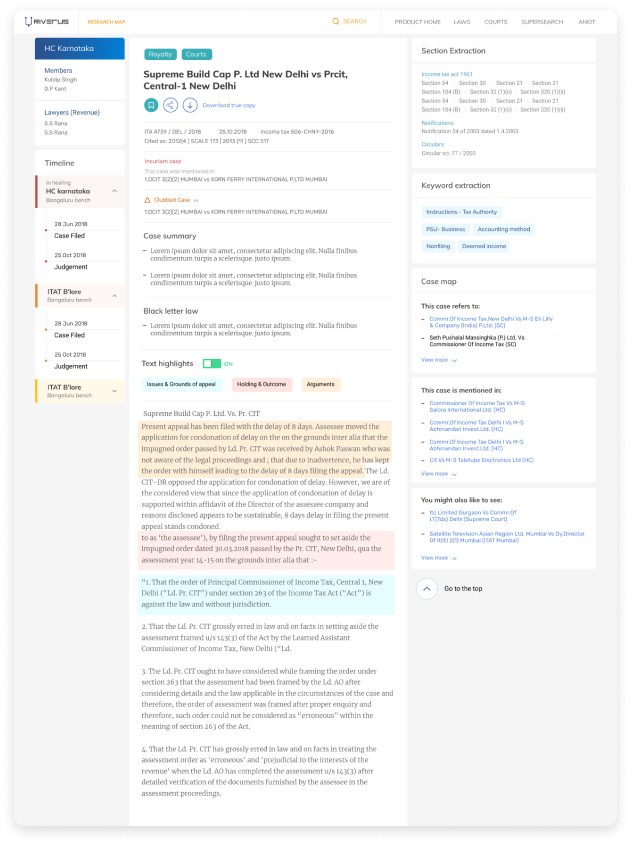 RIVERUS
RESEARCH MAP
SEARCH
PRODUCT HOME
LAWS
COURTS
SUPERSEARCH
ANKIT
HC Karnataka
Members
Kuldip Singh
D.P Kant
Lawyers (Revenue)
S.S Rana
S.S Rana
Timeline
In hearing
HC karnataka
Bangaluru bench
28 Jun 2018
Case Filed
25 Oct 2018
Judgement
ITAT B'lore
Bangaluru bench
28 Jun 2018
Case Filed
25 Oct 2018
Judgement
ITAT B'lore
Bangaluru bench
Royalty
Courts
Supreme Build Cap P. Ltd New Delhi vs Prcit,
Central-1 New Delhi
Download true copy
ITA 4739 / DEL / 2018 25.10.2018 Income tax 506-CHNY-2016
Cited as: 2012(4) | SCALE 173 | 2013 (11) | SCC 517
Incurium case
This case was mentioned in
1.DCIT 3(2)(2) MUMBAI vs KORN FERRY INTERNATIONAL P.LTD MUMBAI
Clubbed Case
1.DCIT 3(2)(2) MUMBAI vs KORN FERRY INTERNATIONAL P.LTD MUMBAI
Case summary
– Lorem ipsum dolor sit amet, consectetur adipiscing elit. Nulla finibus
condimentum turpis a scelerisque. justo ipsum.
– Lorem ipsum dolor sit amet, consectetur adipiscing elit. Nulla finibus
condimentum turpis a scelerisque. justo ipsum.
Black letter law
– Lorem ipsum dolor sit amet, consectetur adipiscing elit. Nulla finibus
condimentum turpis a scelerisque. justo ipsum.
Text highlights ON
Issues & Grounds of appeal
Holding & Outcome
Arguments
Supreme Build Cap P. Ltd. Vs. Pr. CIT
Present appeal has been filed with the delay of 8 days. Assessee moved the
application for condonation of delay on the on the grounds inter alia that the
impugned order passed by Ld. Pr. CIT was received by Ashok Paswan who was
not aware of the legal proceedings and ; that due to inadvertence, he has kept
the order with himself leading to the delay of 8 days filing the appeal. The Ld.
CIT-DR opposed the application for condonation of delay. However, we are of
the considered view that since the application of condonation of delay is
supported within affidavit of the Director of the assessee company and
reasons disclosed appears to be sustainable, 8 days delay in filing the present
appeal stands condoned.
to as 'the assessee'), by filing the present appeal sought to set aside the
impugned order dated 30.03.2018 passed by the Pr. CIT, New Delhi, qua the
assessment year 14-15 on the grounds inter alia that :-
"1. That the order of Principal Commissioner of Income Tax, Central 1, New
Delhi ("Ld. Pr. CIT") under section 263 of the Income Tax Act ("Act") is
against the law and without jurisdiction.
2. That the Ld. Pr. CIT grossly erred in law and on facts in setting aside the
assessment framed u/s 143(3) of the Act by the Learned Assistant
Commissioner of Income Tax, New Delhi ("Ld.
3. The Ld. Pr. CIT ought to have considered while framing the order under
section 263 that the assessment had been framed by the Ld. AO after
considering details and the law applicable in the circumstances of the case and
therefore, the order of assessment was framed after proper enquiry and
therefore, such order could not be considered as "erroneous" within the
meaning of section 263 of the Act.
4. That the Ld. Pr. CIT has grossly erred in law and on facts in treating the
assessment order as 'erroneous' and 'prejudicial to the interests of the
revenue' when the Ld. AO has completed the assessment u/s 143(3) after
detailed verification of the documents furnished by the assessee in the
assessment proceedings.
Section Extraction
Income tax act 1961
Section 54 Section 30 Section 21 Section 21
Section 104 (B) Section 32 (1)(ii) Section 320 (1)(ii)
Section 54 Section 30 Section 21 Section 21
Section 104 (B) Section 32 (1)(ii) Section 320 (1)(ii)
Notifications
Notification 54 of 2003 dated 1.4.2003
Circulars
Circular no: 77 / 2003
Keyword extraction
Instructions - Tax Authority
PSU- Business
Accounting method
Nonfiling
Deemed income
Case map
This case refers to:
– Commr.Of Income Tax,New Delhi Vs M-S Eli Lilly
& Company (India) P.Ltd. (SC)
– Seth Pushalal Mansinghka (P.) Ltd. Vs
Commissioner Of Income Tax (SC)
View more
This case is mentioned in:
– Commissioner Of Income Tax Vs M-S
Salora International Ltd. (HC)
– Commr.Of Income Tax Delhi I Vs M-S
Abhinandan Invest.Ltd. (HC)
– Commr.Of Income Tax Delhi I Vs M-S
Abhinandan Invest.Ltd. (HC)
– Cit Vs M-S Teletube Electronics Ltd (HC)
View more
You might also like to see:
– Itc Limited Gurgaon Vs Commr.Of
I.T(Tds) Delhi (Supreme Court)
– Satellite Television Asian Region Ltd. Mumbai Vs Dy.Director
Of It(It) 2(1) Mumbai (ITAT Mumbai)
View more
Go to the top